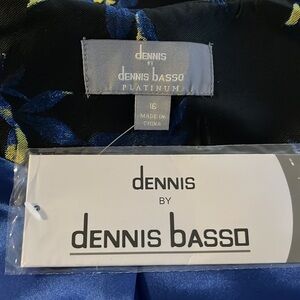 dennis
BY
dennis basso
PLATINUM
16
MADE IN
CHINA
dennis
BY
dennis basso